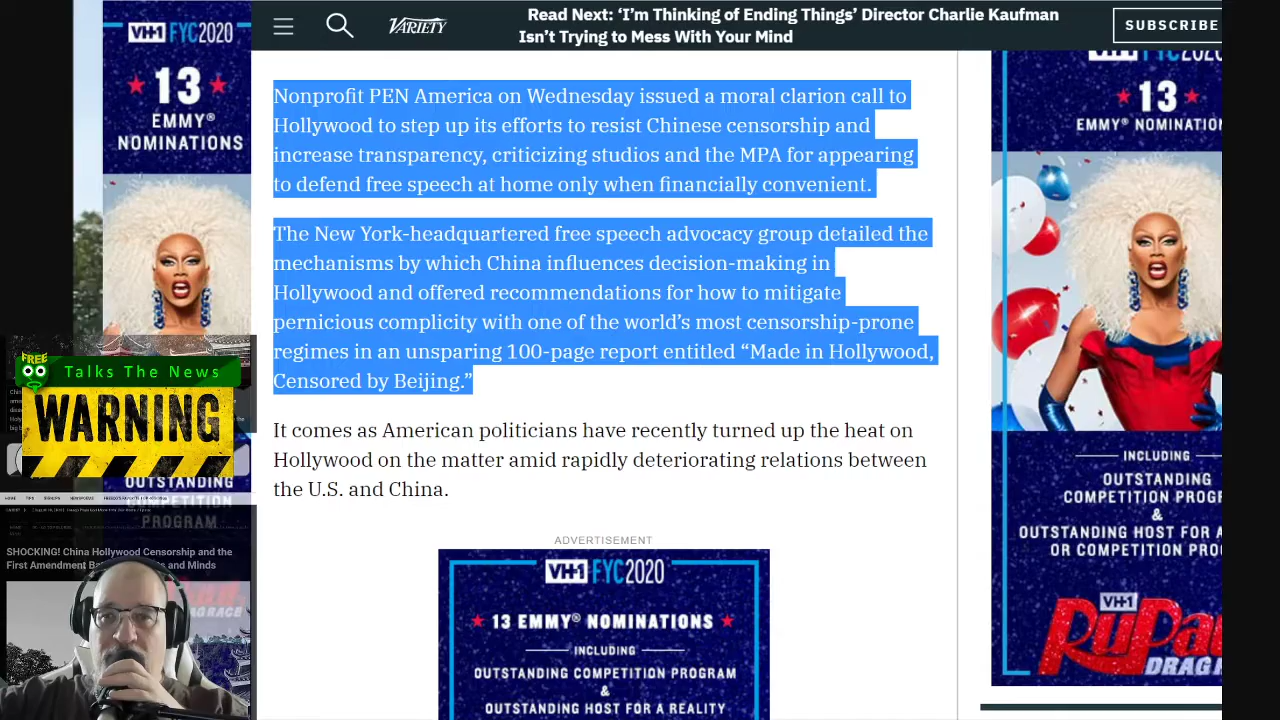 VH1 FYC2020
13
EMMY®
NOMINATIONS
VARIETY
Read Next: ‘I’m Thinking of Ending Things’ Director Charlie Kaufman
Isn’t Trying to Mess With Your Mind
SUBSCRIBE
Nonprofit PEN America on Wednesday issued a moral clarion call to
Hollywood to step up its efforts to resist Chinese censorship and
increase transparency, criticizing studios and the MPA for appearing
to defend free speech at home only when financially convenient.
The New York-headquartered free speech advocacy group detailed the
mechanisms by which China influences decision-making in
Hollywood and offered recommendations for how to mitigate
pernicious complicity with one of the world’s most censorship-prone
regimes in an unsparing 100-page report entitled “Made in Hollywood,
Censored by Beijing.”
It comes as American politicians have recently turned up the heat on
Hollywood on the matter amid rapidly deteriorating relations between
the U.S. and China.
ADVERTISEMENT
VH1 FYC2020
13 EMMY® NOMINATIONS
INCLUDING
OUTSTANDING COMPETITION PROGRAM
&
OUTSTANDING HOST FOR A REALITY
FREE
Talks The News
WARNING
OUTSTANDING
COMPETITION
PROGRAM
SHOCKING! China Hollywood Censorship and the
First Amendment
and Minds
VH1 FYC2020
13
EMMY® NOMINATION
INCLUDING
OUTSTANDING
COMPETITION PROGR
&
OUTSTANDING HOST FOR A R
OR COMPETITION PRO
VH1
RuPa
DRAG R